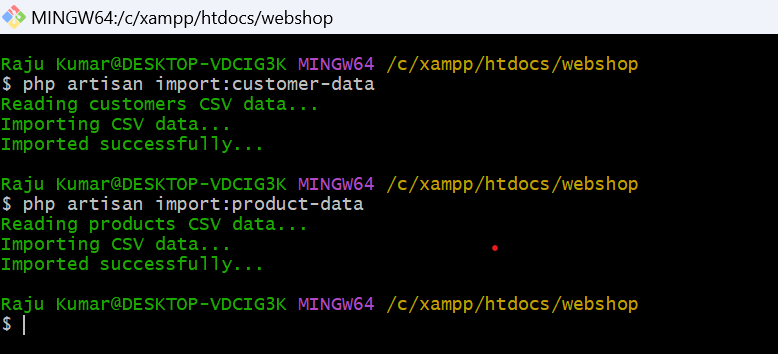 MINGW64:/c/xampp/htdocs/webshop
Raju Kumar@DESKTOP-VDCIG3K MINGW64 /c/xampp/htdocs/webshop
$ php artisan import:customer-data
Reading customers CSV data...
Importing CSV data...
Imported successfully...
Raju Kumar@DESKTOP-VDCIG3K MINGW64 /c/xampp/htdocs/webshop
$ php artisan import:product-data
Reading products CSV data...
Importing CSV data...
Imported successfully...
Raju Kumar@DESKTOP-VDCIG3K MINGW64 /c/xampp/htdocs/webshop
$